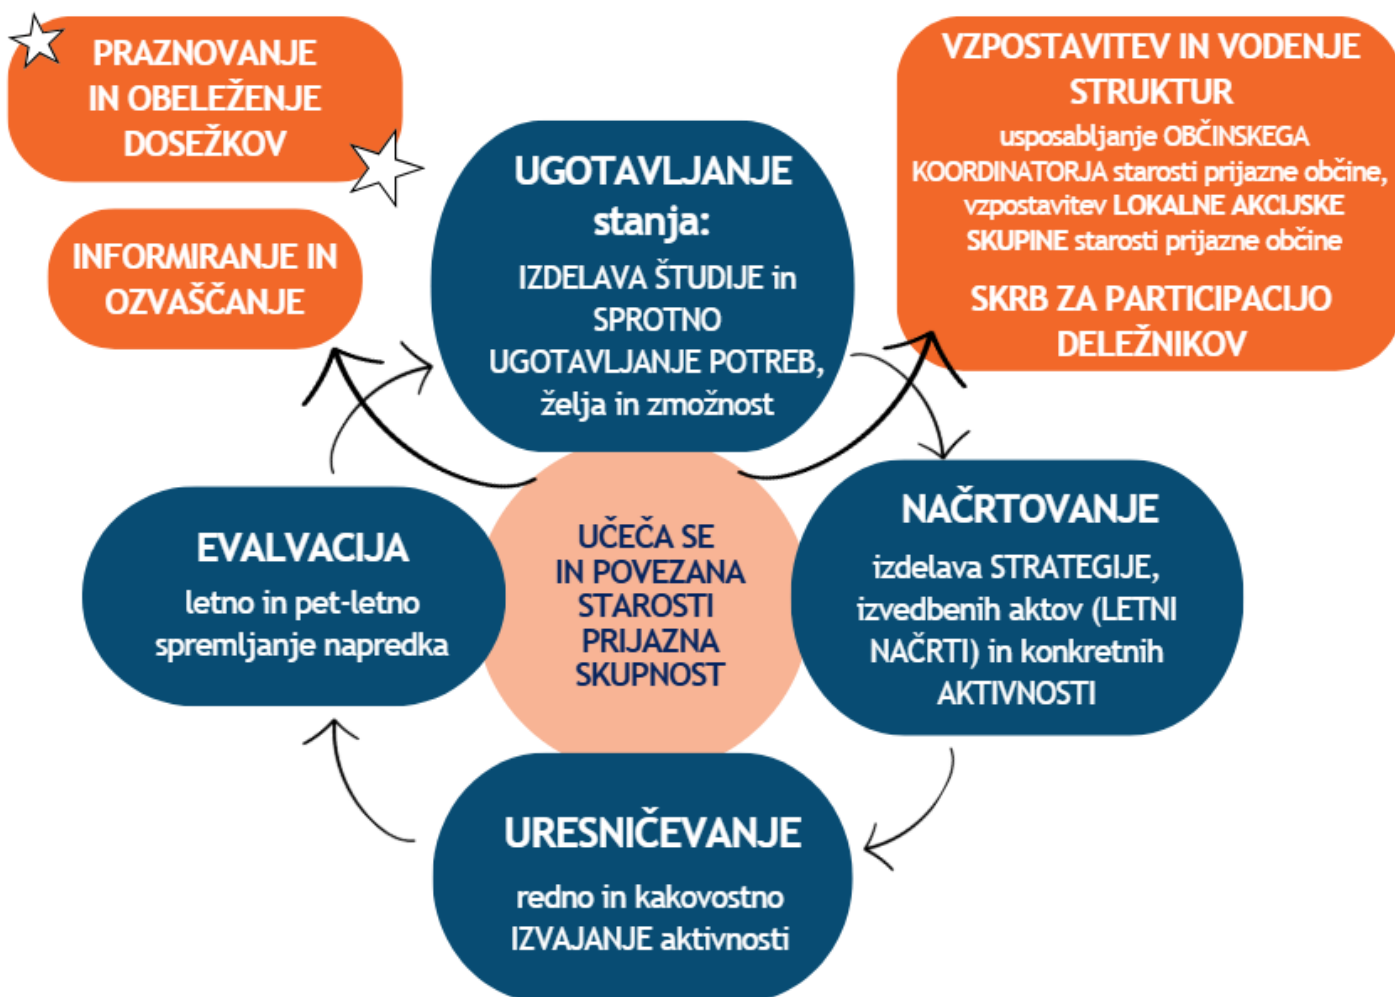 PRAZNOVANJE
IN OBELEŽENJE
DOSEŽKOV
INFORMIRANJE IN
OZVAŠČANJE
UGOTAVLJANJE
stanja:
IZDELAVA ŠTUDIJE in
SPROTNO
UGOTAVLJANJE POTREB,
želja in zmožnost
VZPOSTAVITEV IN VODENJE
STRUKTUR
usposabljanje OBČINSKEGA
KOORDINATORJA starosti prijazne občine,
vzpostavitev LOKALNE AKCIJSKE
SKUPINE starosti prijazne občine
SKRB ZA PARTICIPACIJO
DELEŽNIKOV
EVALVACIJA
letno in pet-letno
spremljanje napredka
UČEČA SE
IN POVEZANA
STAROSTI
PRIJAZNA
SKUPNOST
NAČRTOVANJE
izdelava STRATEGIJE,
izvedbenih aktov (LETNI
NAČRTI) in konkretnih
AKTIVNOSTI
URESNIČEVANJE
redno in kakovostno
IZVAJANJE aktivnosti